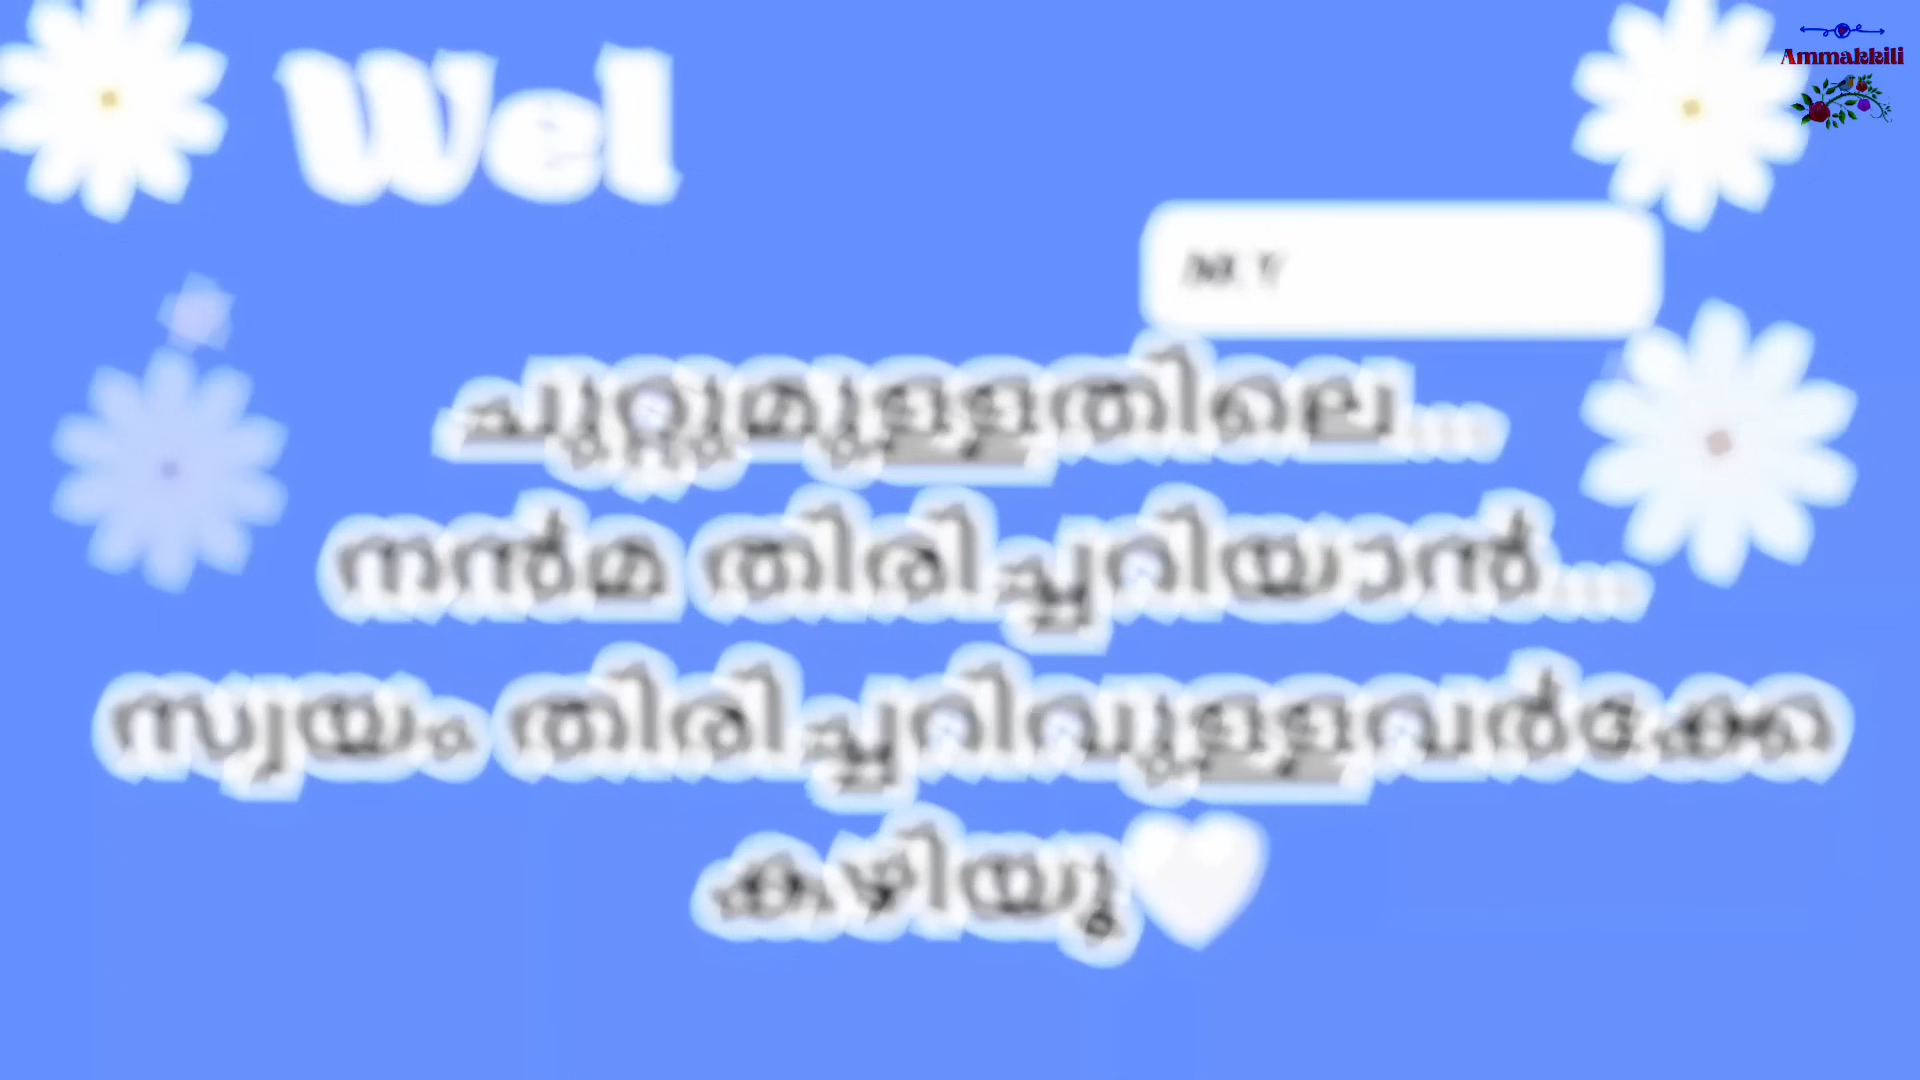 Ammakkili
Wel
ചുറ്റുമുള്ളതിലെ....
നൻമ തിരിച്ചറിയാൻ....
സ്വയം തിരിച്ചറിവുള്ളവർക്കേ
കഴിയൂ🤍